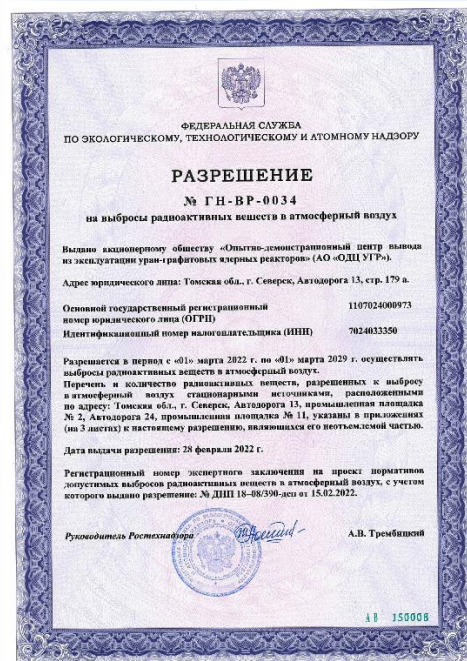 ФЕДЕРАЛЬНАЯ СЛУЖБА
ПО ЭКОЛОГИЧЕСКОМУ, ТЕХНОЛОГИЧЕСКОМУ И АТОМНОМУ НАДЗОРУ
РАЗРЕШЕНИЕ
№ ГН-ВР-0034
на выбросы радиоактивных веществ в атмосферный воздух
Выдано акционерному обществу «Опытно-демонстрационный центр вывода
из эксплуатации уран-графитовых ядерных реакторов» (АО «ОДЦ УГР»).
Адрес юридического лица: Томская обл., г. Северск, Автодорога 13, стр. 179 а.
Основной государственный регистрационный
номер юридического лица (ОГРН) 1107024000973
Идентификационный номер налогоплательщика (ИНН) 7024033350
Разрешается в период с «01» марта 2022 г. по «01» марта 2029 г. осуществлять
выбросы радиоактивных веществ в атмосферный воздух.
Перечень и количество радиоактивных веществ, разрешенных к выбросу
в атмосферный воздух стационарными источниками, расположенными
по адресу: Томская обл., г. Северск, Автодорога 13, промышленная площадка
№ 2, Автодорога 24, промышленная площадка № 11, указаны в приложениях
(на 3 листах) к настоящему разрешению, являющихся его неотъемлемой частью.
Дата выдачи разрешения: 28 февраля 2022 г.
Регистрационный номер экспертного заключения на проект нормативов
допустимых выбросов радиоактивных веществ в атмосферный воздух, с учетом
которого выдано разрешение: № ДНП 18-08/390-деп от 15.02.2022.
Руководитель Ростехнадзора А.В. Трембицкий
АВ 150008